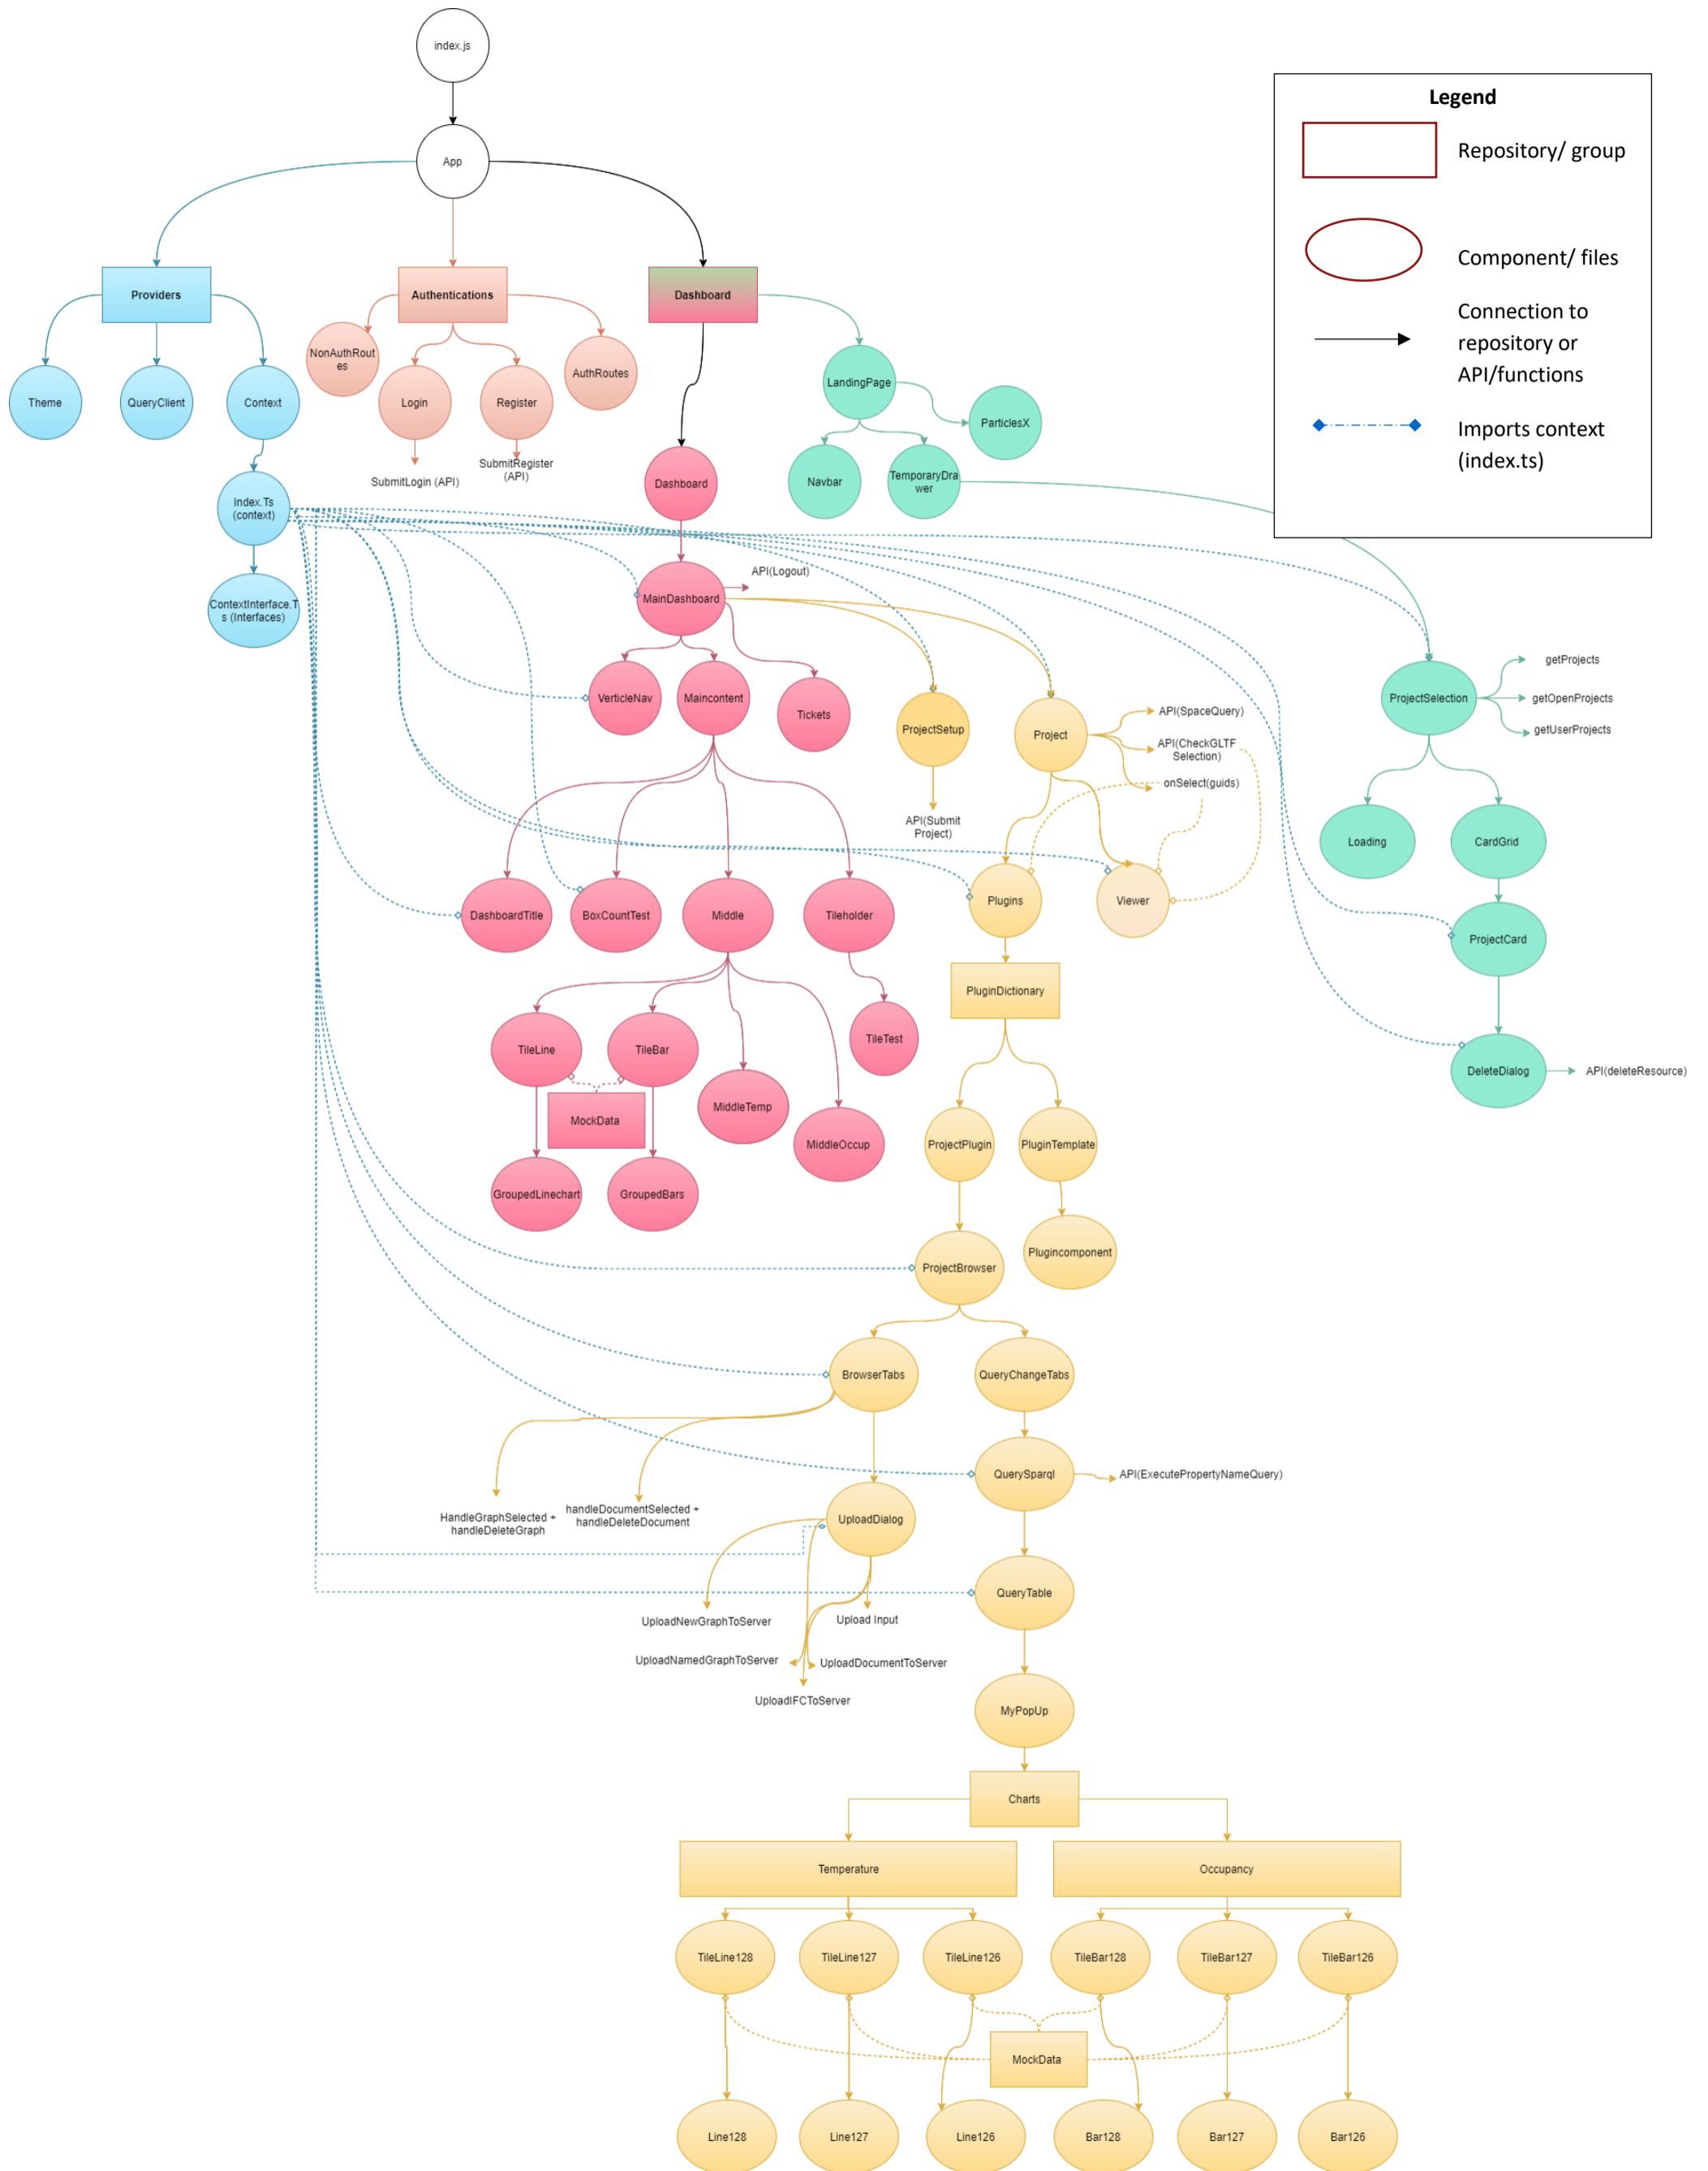 index.js
Legend
Repository/ group
App
Component/ files
Providers
Authentications
Dashboard
Connection to
repository or
API/functions
NonAuthRout
es
Theme
QueryClient
Context
Login
Register
AuthRoutes
LandingPage
ParticlesX
Imports context
(index.ts)
SubmitLogin (API)
SubmitRegister
(API)
Dashboard
Navbar
TemporaryDra
wer
Index.Ts
(context)
API(Logout)
ContextInterface.T
s (Interfaces)
MainDashboard
getProjects
VerticleNav
Maincontent
Tickets
ProjectSetup
Project
API(SpaceQuery)
ProjectSelection
getOpenProjects
getUserProjects
API(CheckGLTF
Selection)
onSelect(guids)
API(Submit
Project)
Loading
CardGrid
DashboardTitle
BoxCountTest
Middle
Tileholder
Plugins
Viewer
ProjectCard
PluginDictionary
TileLine
TileBar
TileTest
DeleteDialog
API(deleteResource)
MockData
MiddleTemp
MiddleOccup
ProjectPlugin
PluginTemplate
GroupedLinechart
GroupedBars
ProjectBrowser
Plugincomponent
BrowserTabs
QueryChangeTabs
QuerySparql
API(ExecutePropertyNameQuery)
HandleGraphSelected +
handleDeleteGraph
handleDocumentSelected +
handleDeleteDocument
UploadDialog
QueryTable
UploadNewGraphToServer
Upload Input
UploadNamedGraphToServer
UploadDocumentToServer
UploadIFCToServer
MyPopUp
Charts
Temperature
Occupancy
TileLine128
TileLine127
TileLine126
TileBar128
TileBar127
TileBar126
MockData
Line128
Line127
Line126
Bar128
Bar127
Bar126